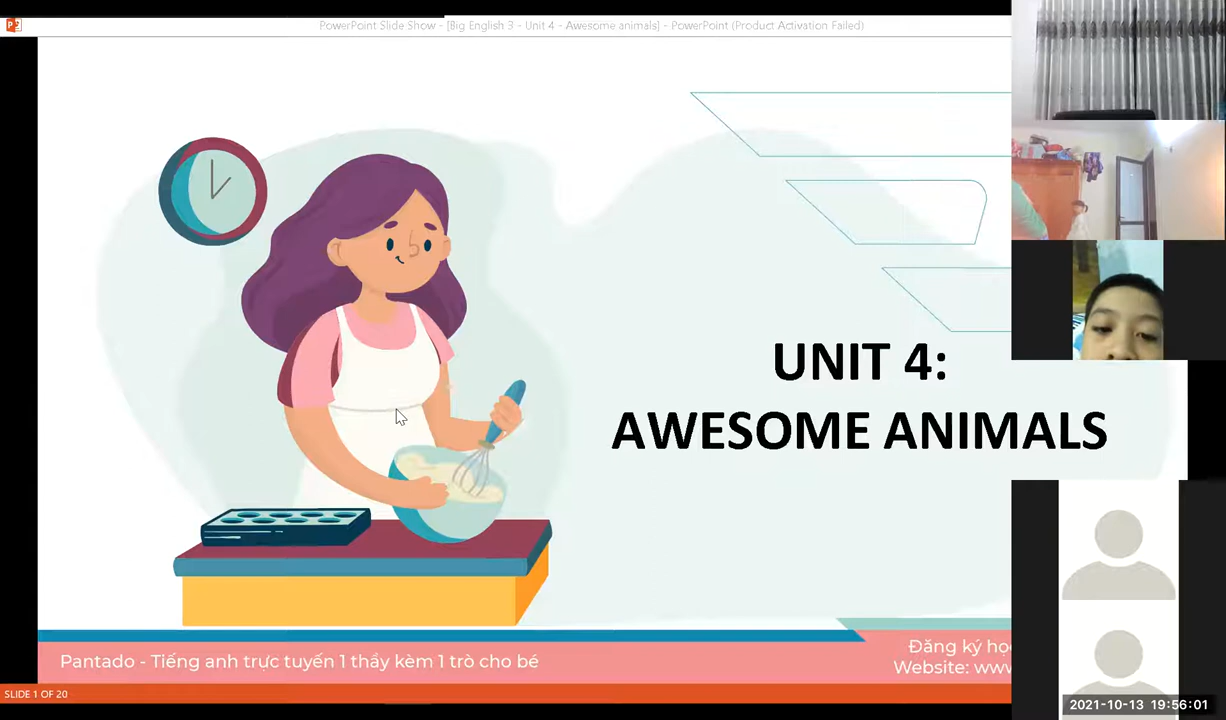 PowerPoint Slide Show - [Big English 3 - Unit 4 - Awesome animals] - PowerPoint (Product Activation Failed)
UNIT 4:
AWESOME ANIMALS
Pantado - Tiếng anh trực tuyến 1 thầy kèm 1 trò cho bé
Đăng ký
Website:
SLIDE 1 OF 20
2021-10-13 19:56:01